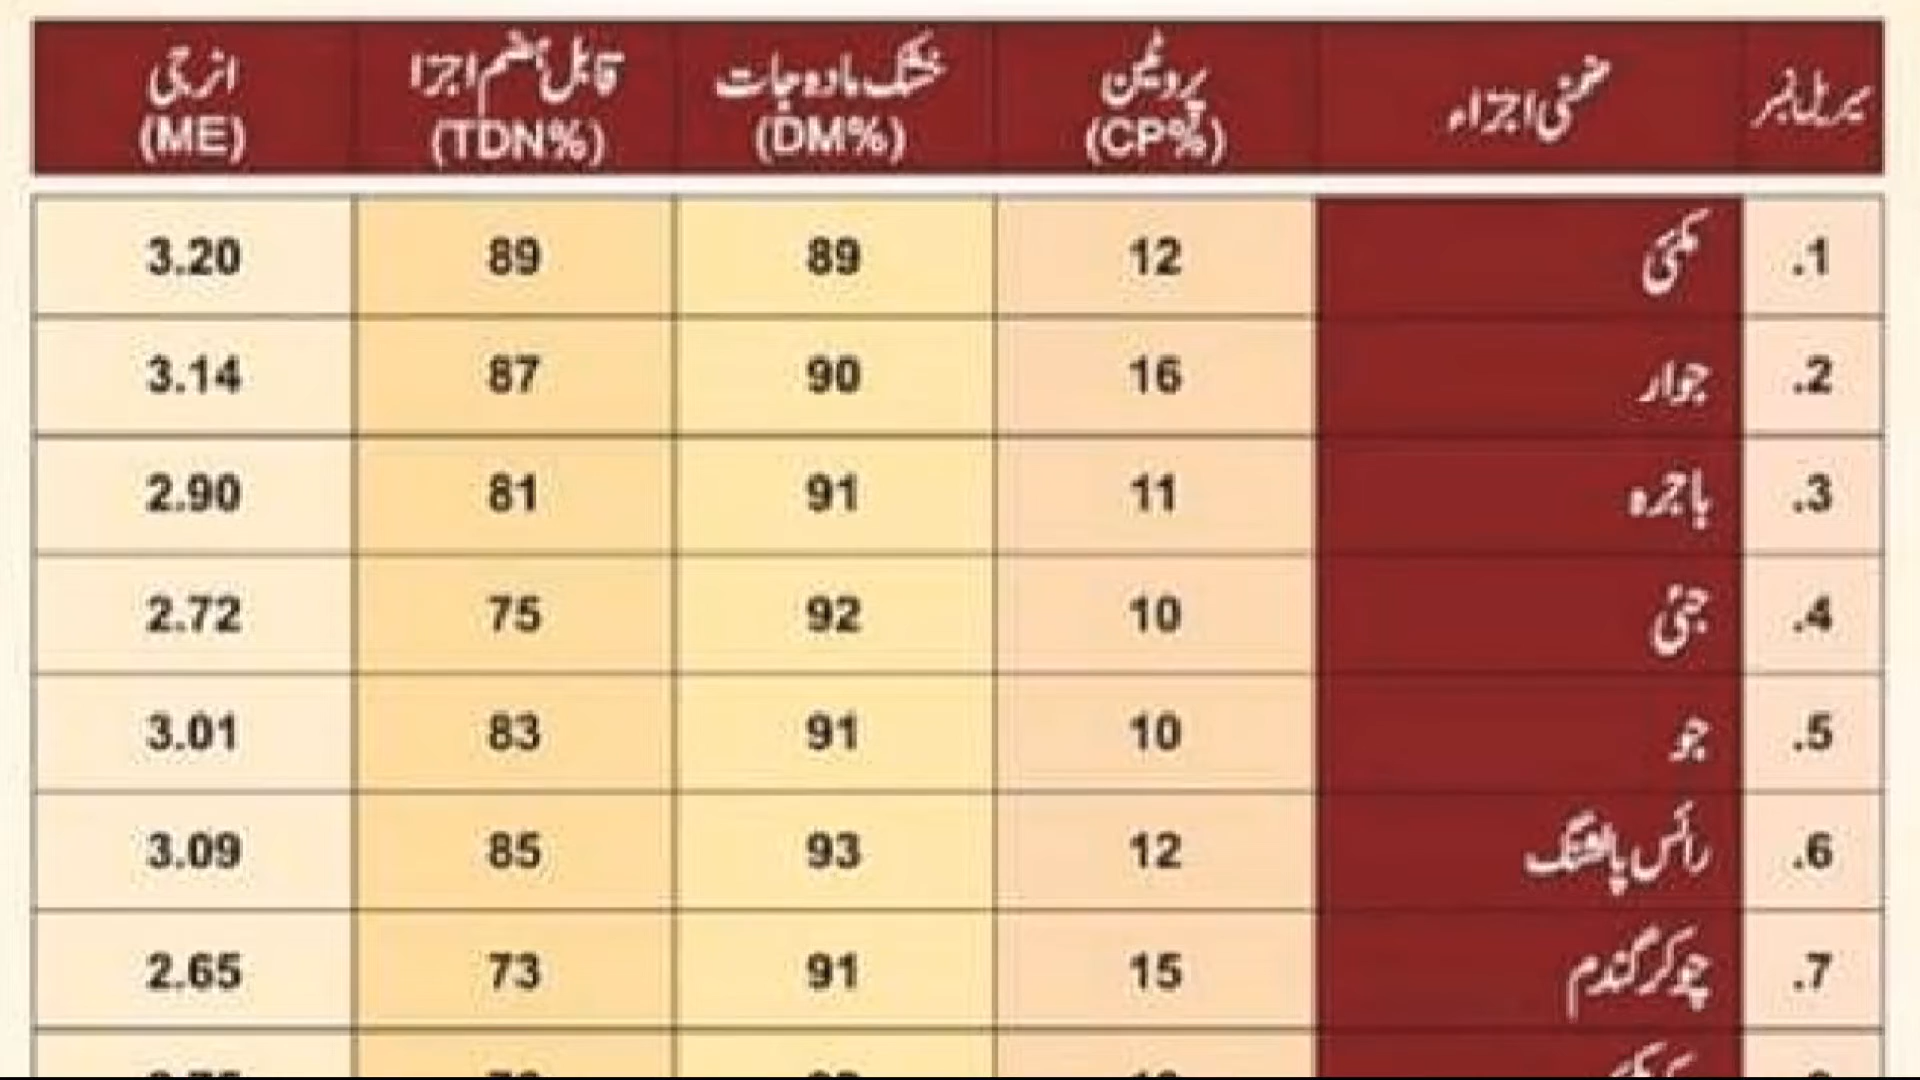 سیریل نمبر ضمنی اجزاء پروٹین (CP%) خشک مادہ جات (DM%) قابل ہضم اجزا (TDN%) انرجی (ME)
1. مکئی 12 89 89 3.20
2. جوار 16 90 87 3.14
3. باجرہ 11 91 81 2.90
4. جئی 10 92 75 2.72
5. جو 10 91 83 3.01
6. رائس پالشنگ 12 93 85 3.09
7. چوکر گندم 15 91 73 2.65